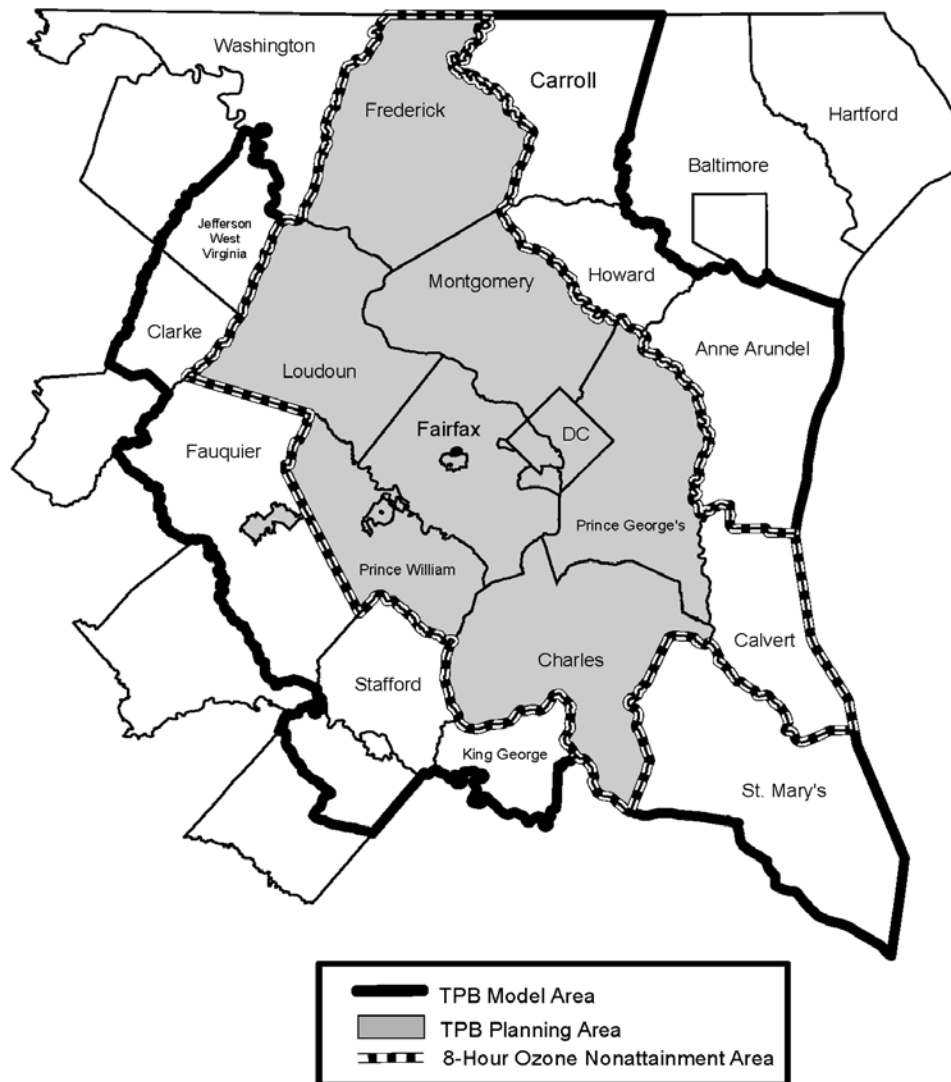 Washington
Carroll
Frederick
Hartford
Baltimore
Jefferson
West
Virginia
Howard
Montgomery
Clarke
Anne Arundel
Loudoun
Fairfax
DC
Fauquier
Prince George's
Prince William
Calvert
Charles
Stafford
King George
St. Mary's
TPB Model Area
TPB Planning Area
8-Hour Ozone Nonattainment Area